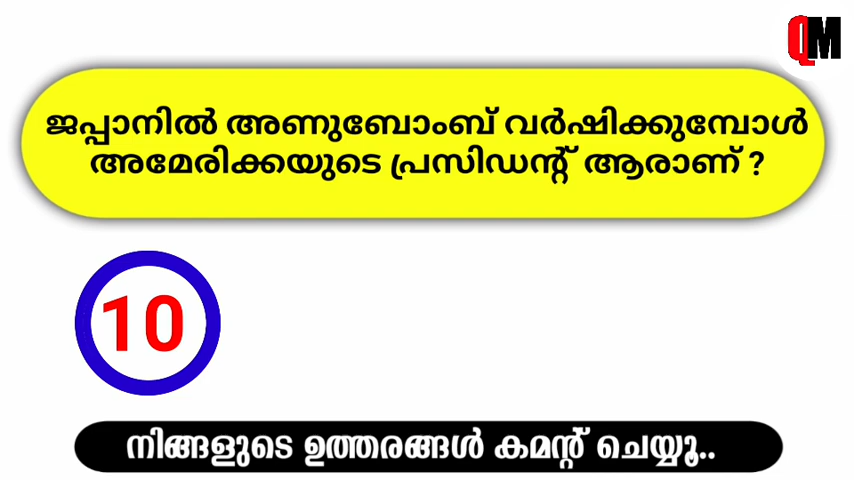 QM
ജപ്പാനിൽ അണുബോംബ് വർഷിക്കുമ്പോൾ
അമേരിക്കയുടെ പ്രസിഡന്റ് ആരാണ് ?
10
നിങ്ങളുടെ ഉത്തരങ്ങൾ കമന്റ് ചെയ്യൂ..